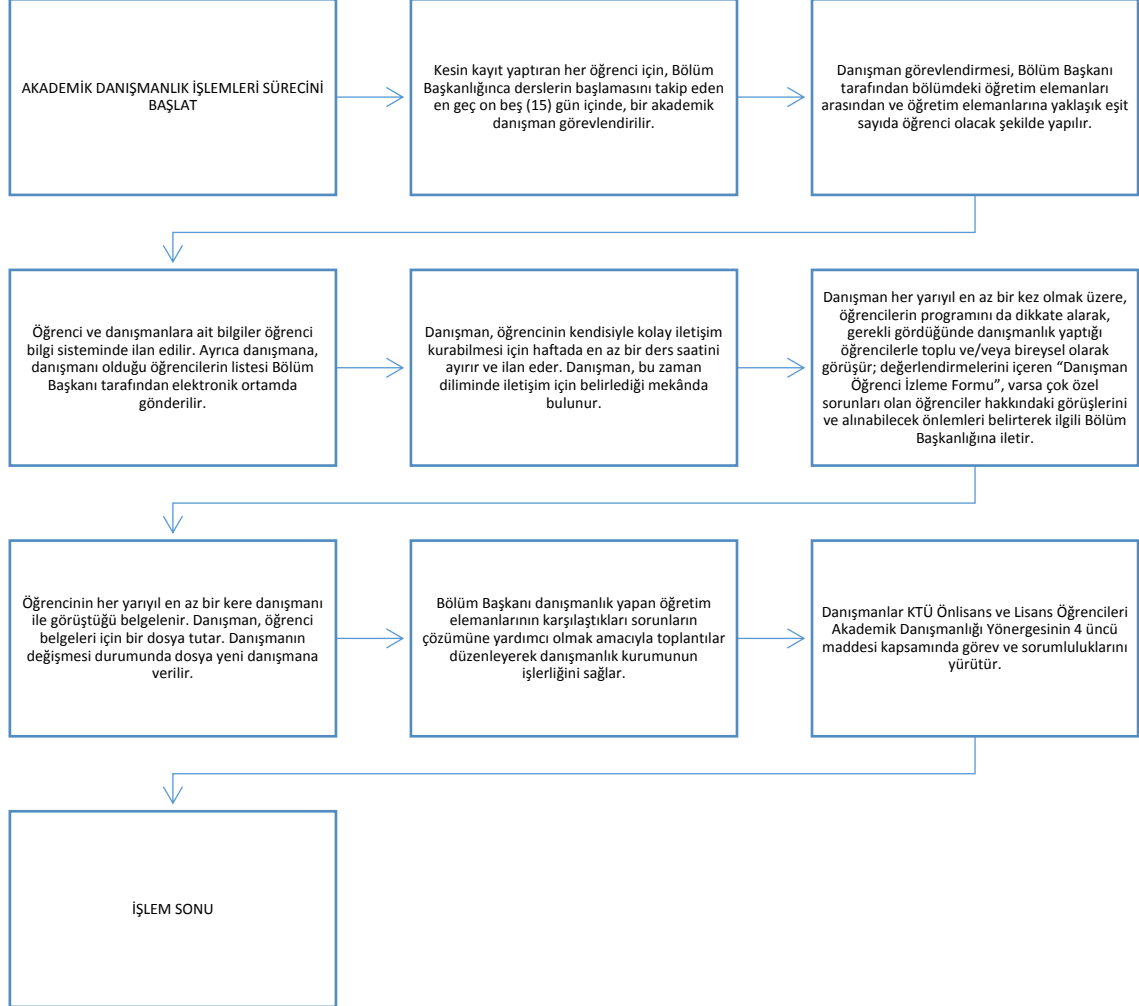 AKADEMİK DANIŞMANLIK İŞLEMLERİ SÜRECİNİ
BAŞLAT
Kesin kayıt yaptıran her öğrenci için, Bölüm
Başkanlığınca derslerin başlamasını takip eden
en geç on beş (15) gün içinde, bir akademik
danışman görevlendirilir.
Danışman görevlendirmesi, Bölüm Başkanı
tarafından bölümdeki öğretim elemanları
arasından ve öğretim elemanlarına yaklaşık eşit
sayıda öğrenci olacak şekilde yapılır.
Öğrenci ve danışmanlara ait bilgiler öğrenci
bilgi sisteminde ilan edilir. Ayrıca danışmana,
danışmanı olduğu öğrencilerin listesi Bölüm
Başkanı tarafından elektronik ortamda
gönderilir.
Danışman, öğrencinin kendisiyle kolay iletişim
kurabilmesi için haftada en az bir ders saatini
ayırır ve ilan eder. Danışman, bu zaman
diliminde iletişim için belirlediği mekânda
bulunur.
Danışman her yarıyıl en az bir kez olmak üzere,
öğrencilerin programını da dikkate alarak,
gerekli gördüğünde danışmanlık yaptığı
öğrencilerle toplu ve/veya bireysel olarak
görüşür; değerlendirmelerini içeren “Danışman
Öğrenci İzleme Formu”, varsa çok özel
sorunları olan öğrenciler hakkındaki görüşlerini
ve alınabilecek önlemleri belirterek ilgili Bölüm
Başkanlığına iletir.
Öğrencinin her yarıyıl en az bir kere danışmanı
ile görüştüğü belgelenir. Danışman, öğrenci
belgeleri için bir dosya tutar. Danışmanın
değişmesi durumunda dosya yeni danışmana
verilir.
Bölüm Başkanı danışmanlık yapan öğretim
elemanlarının karşılaştıkları sorunların
çözümüne yardımcı olmak amacıyla toplantılar
düzenleyerek danışmanlık kurumunun
işlerliğini sağlar.
Danışmanlar KTÜ Önlisans ve Lisans Öğrencileri
Akademik Danışmanlığı Yönergesinin 4 üncü
maddesi kapsamında görev ve sorumluluklarını
yürütür.
İŞLEM SONU